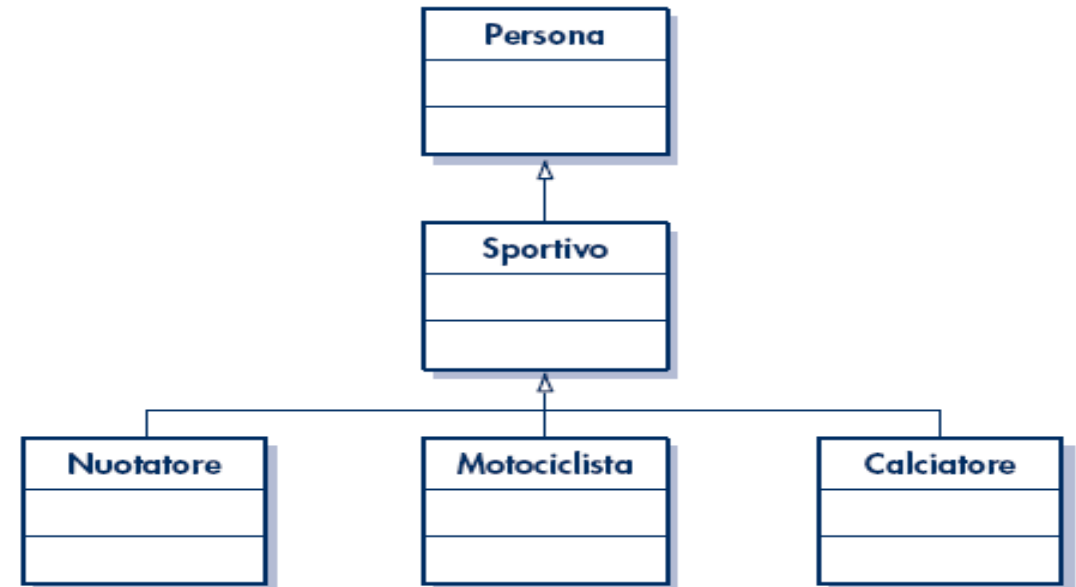 Persona
Sportivo
Nuotatore
Motociclista
Calciatore